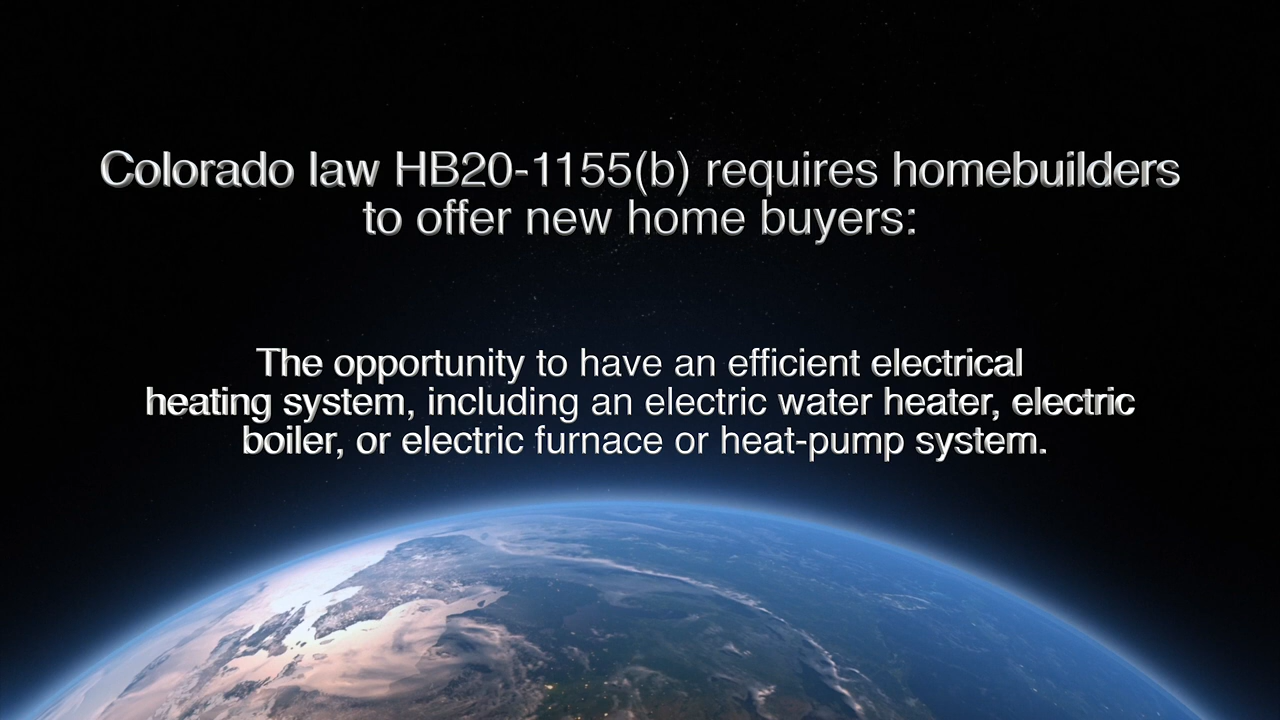 Colorado law HB20-1155(b) requires homebuilders
to offer new home buyers:
The opportunity to have an efficient electrical
heating system, including an electric water heater, electric
boiler, or electric furnace or heat-pump system.